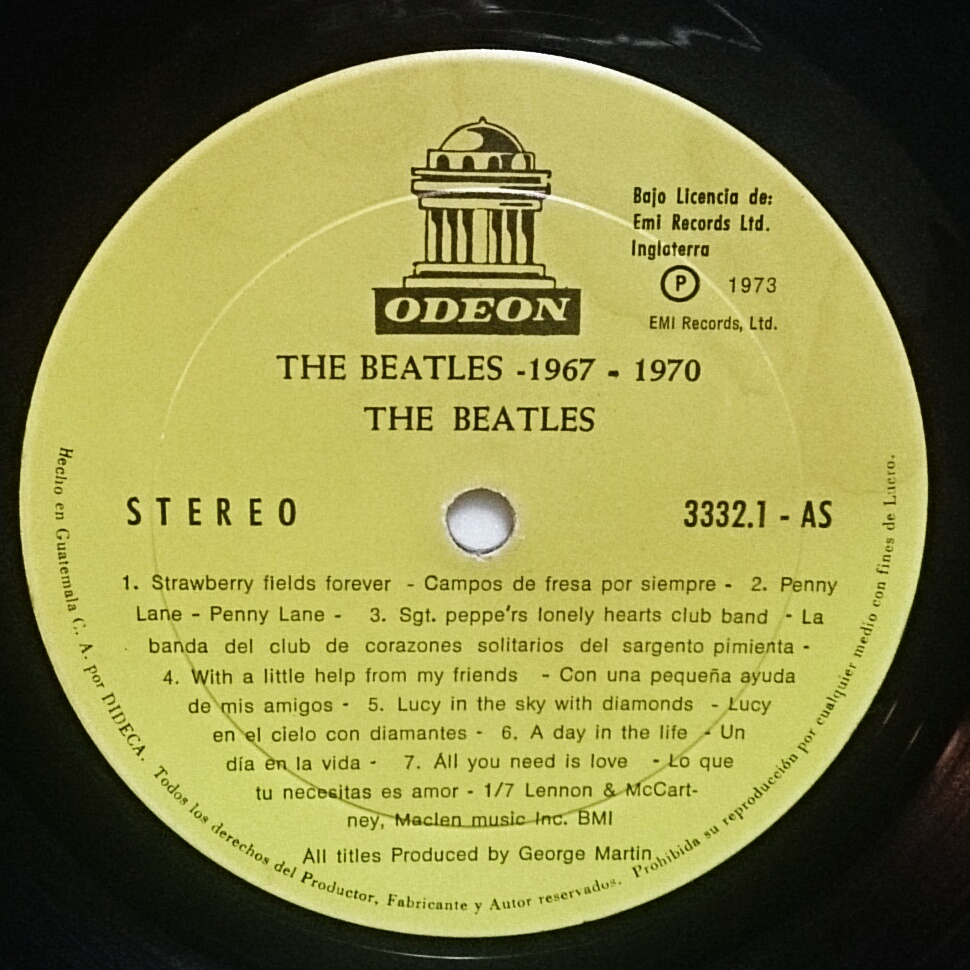 Bajo Licencia de:
Emi Records Ltd.
Inglaterra
P 1973
EMI Records, Ltd.
ODEON
THE BEATLES -1967 - 1970
THE BEATLES
STEREO
3332.1 - AS
1. Strawberry fields forever - Campos de fresa por siempre - 2. Penny
Lane - Penny Lane - 3. Sgt. peppe'rs lonely hearts club band - La
banda del club de corazones solitarios del sargento pimienta -
4. With a little help from my friends - Con una pequeña ayuda
de mis amigos - 5. Lucy in the sky with diamonds - Lucy
en el cielo con diamantes - 6. A day in the life - Un
día en la vida - 7. All you need is love - Lo que
tu necesitas es amor - 1/7 Lennon & McCart-
ney, Maclen music Inc. BMI
All titles Produced by George Martin
Hecho en Guatemala C. A. por DIDECA. Todos los derechos del Productor, Fabricante y Autor reservados. Prohibida su reproducción por cualquier medio con fines de Lucro.